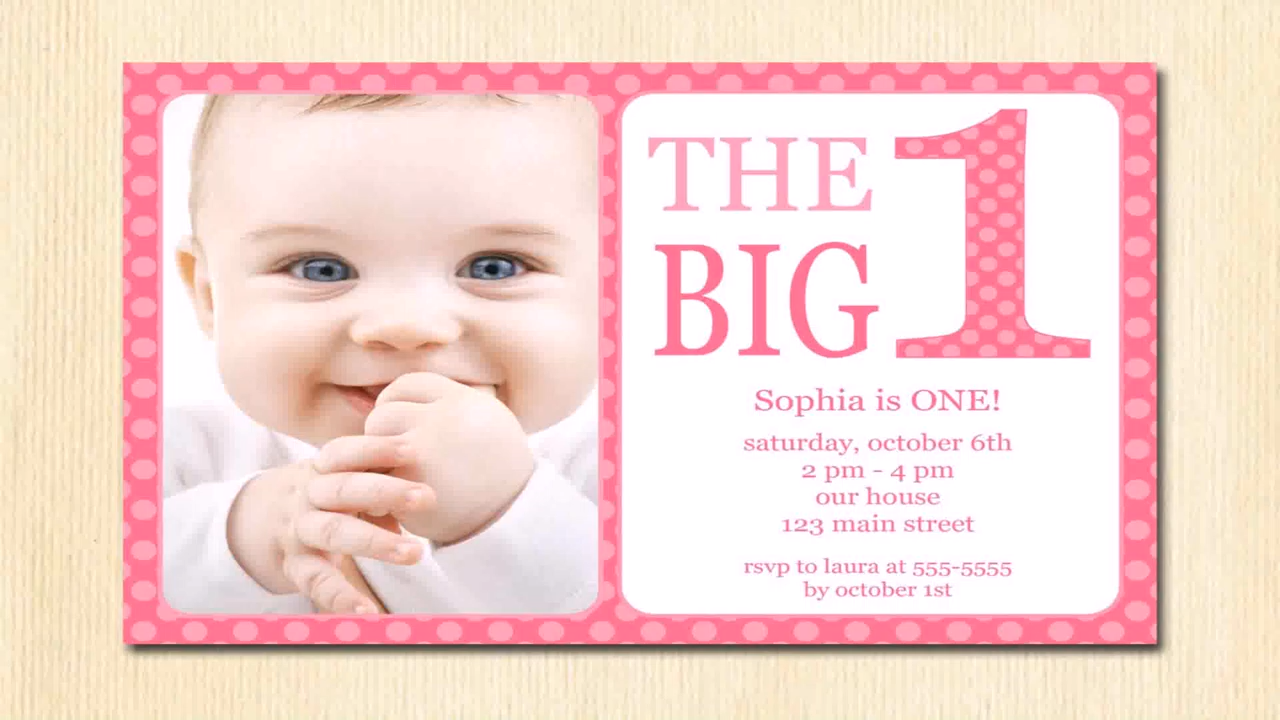 THE
BIG 1
Sophia is ONE!
saturday, october 6th
2 pm - 4 pm
our house
123 main street
rsvp to laura at 555-5555
by october 1st